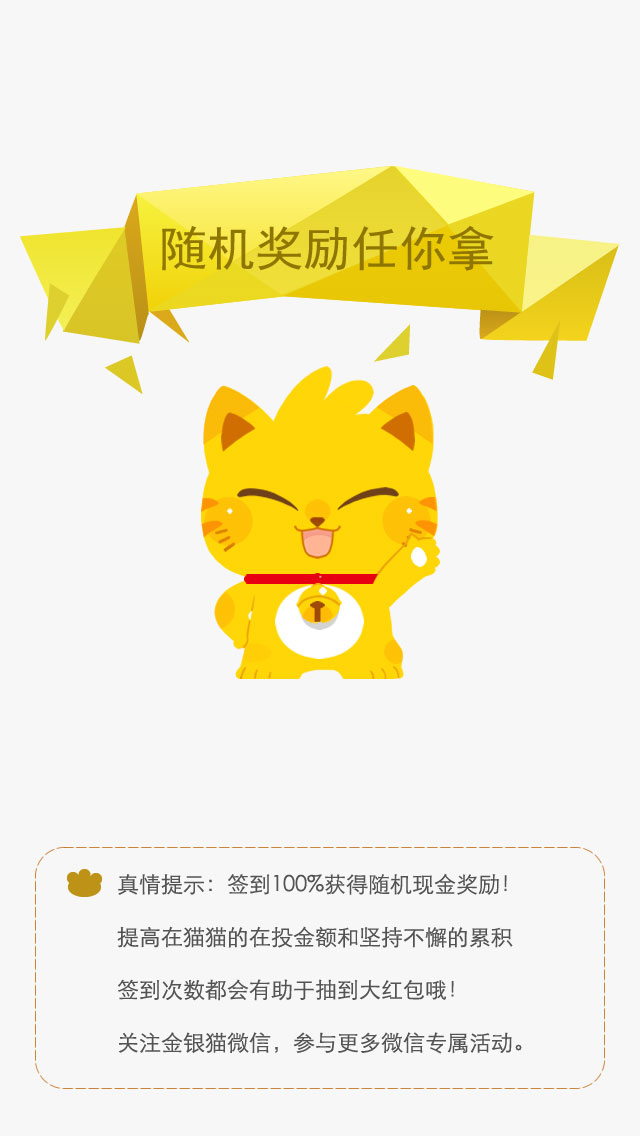 随机奖励任你拿
真情提示：签到100%获得随机现金奖励！
提高在猫猫的在投金额和坚持不懈的累积
签到次数都会有助于抽到大红包哦！
关注金银猫微信，参与更多微信专属活动。